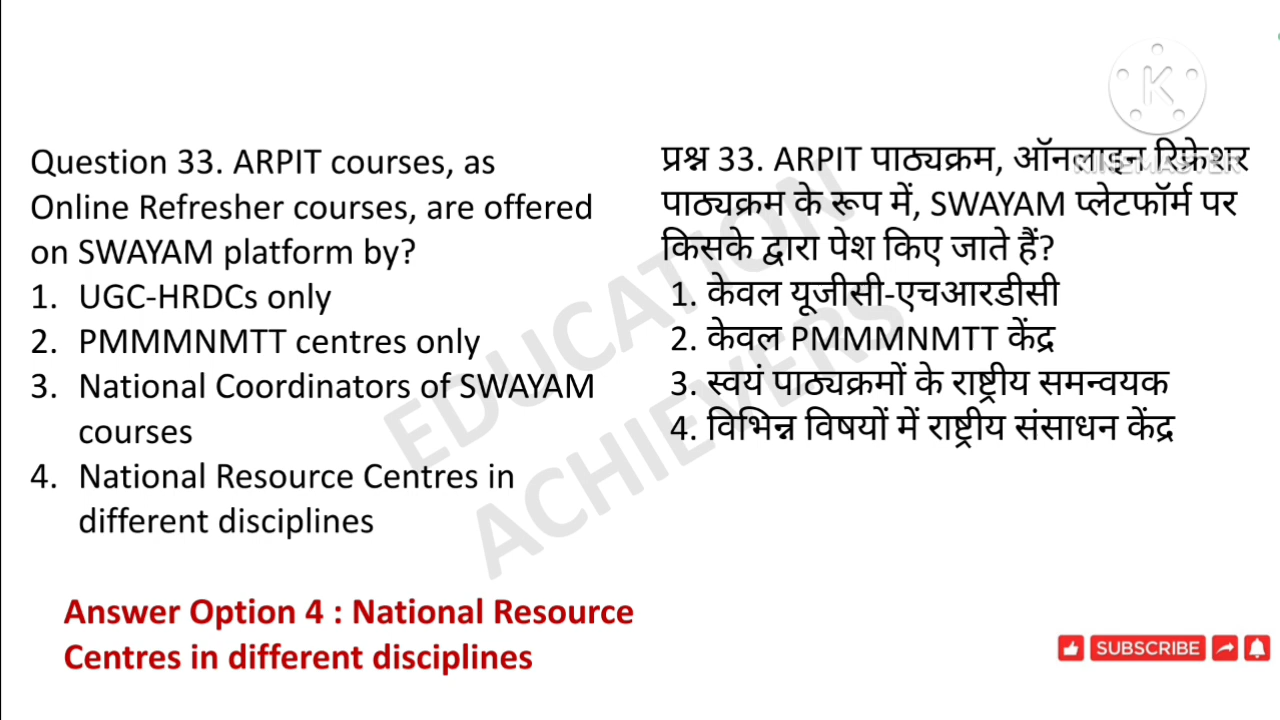 Question 33. ARPIT courses, as
Online Refresher courses, are offered
on SWAYAM platform by?
1. UGC-HRDCs only
2. PMMMNMTT centres only
3. National Coordinators of SWAYAM
courses
4. National Resource Centres in
different disciplines
Answer Option 4 : National Resource
Centres in different disciplines
प्रश्न 33. ARPIT पाठ्यक्रम, ऑनलाइन रिफ्रेशर
पाठ्यक्रम के रूप में, SWAYAM प्लेटफॉर्म पर
किसके द्वारा पेश किए जाते हैं?
1. केवल यूजीसी-एचआरडीसी
2. केवल PMMMNMTT केंद्र
3. स्वयं पाठ्यक्रमों के राष्ट्रीय समन्वयक
4. विभिन्न विषयों में राष्ट्रीय संसाधन केंद्र
EDUCATION
ACHIEVERS
K
KINEMASTER
SUBSCRIBE